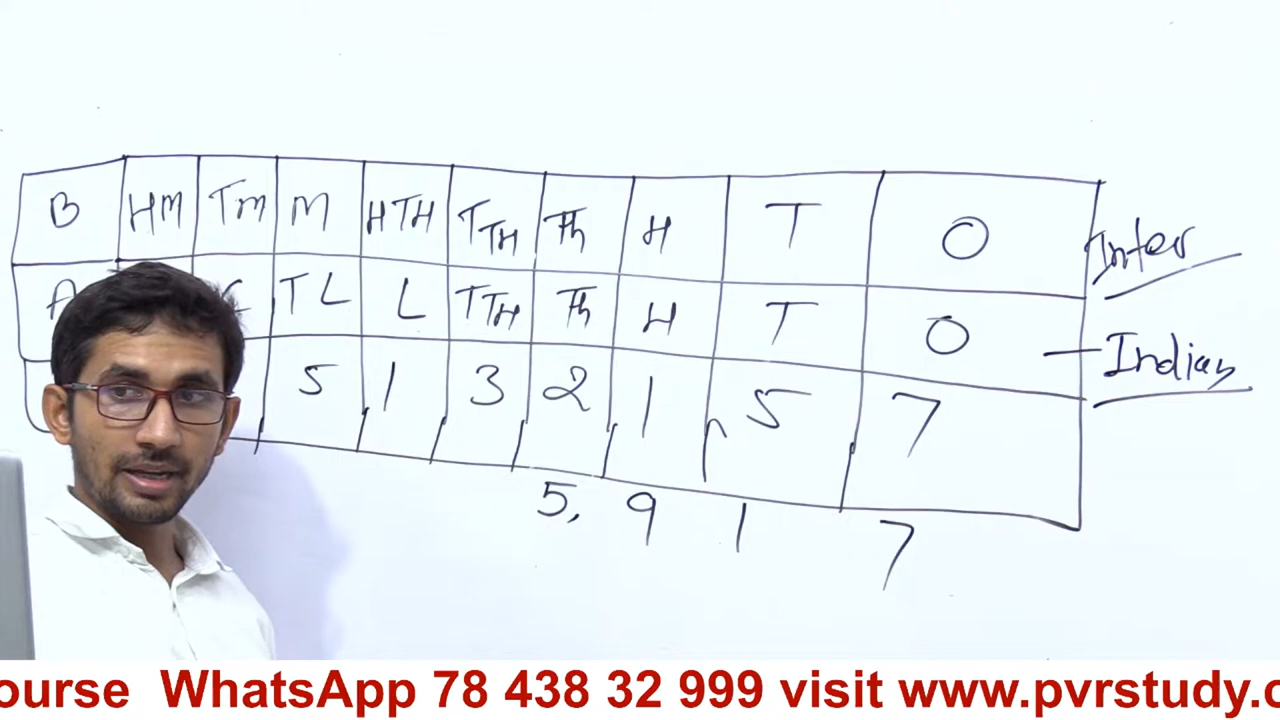 B HM TM M HTH TTH Th H T O Inter
A TL L TTH Th H T O — Indian
5 1 3 2 1 5 7
5, 9 1 7
ourse WhatsApp 78 438 32 999 visit www.pvrstudy.c